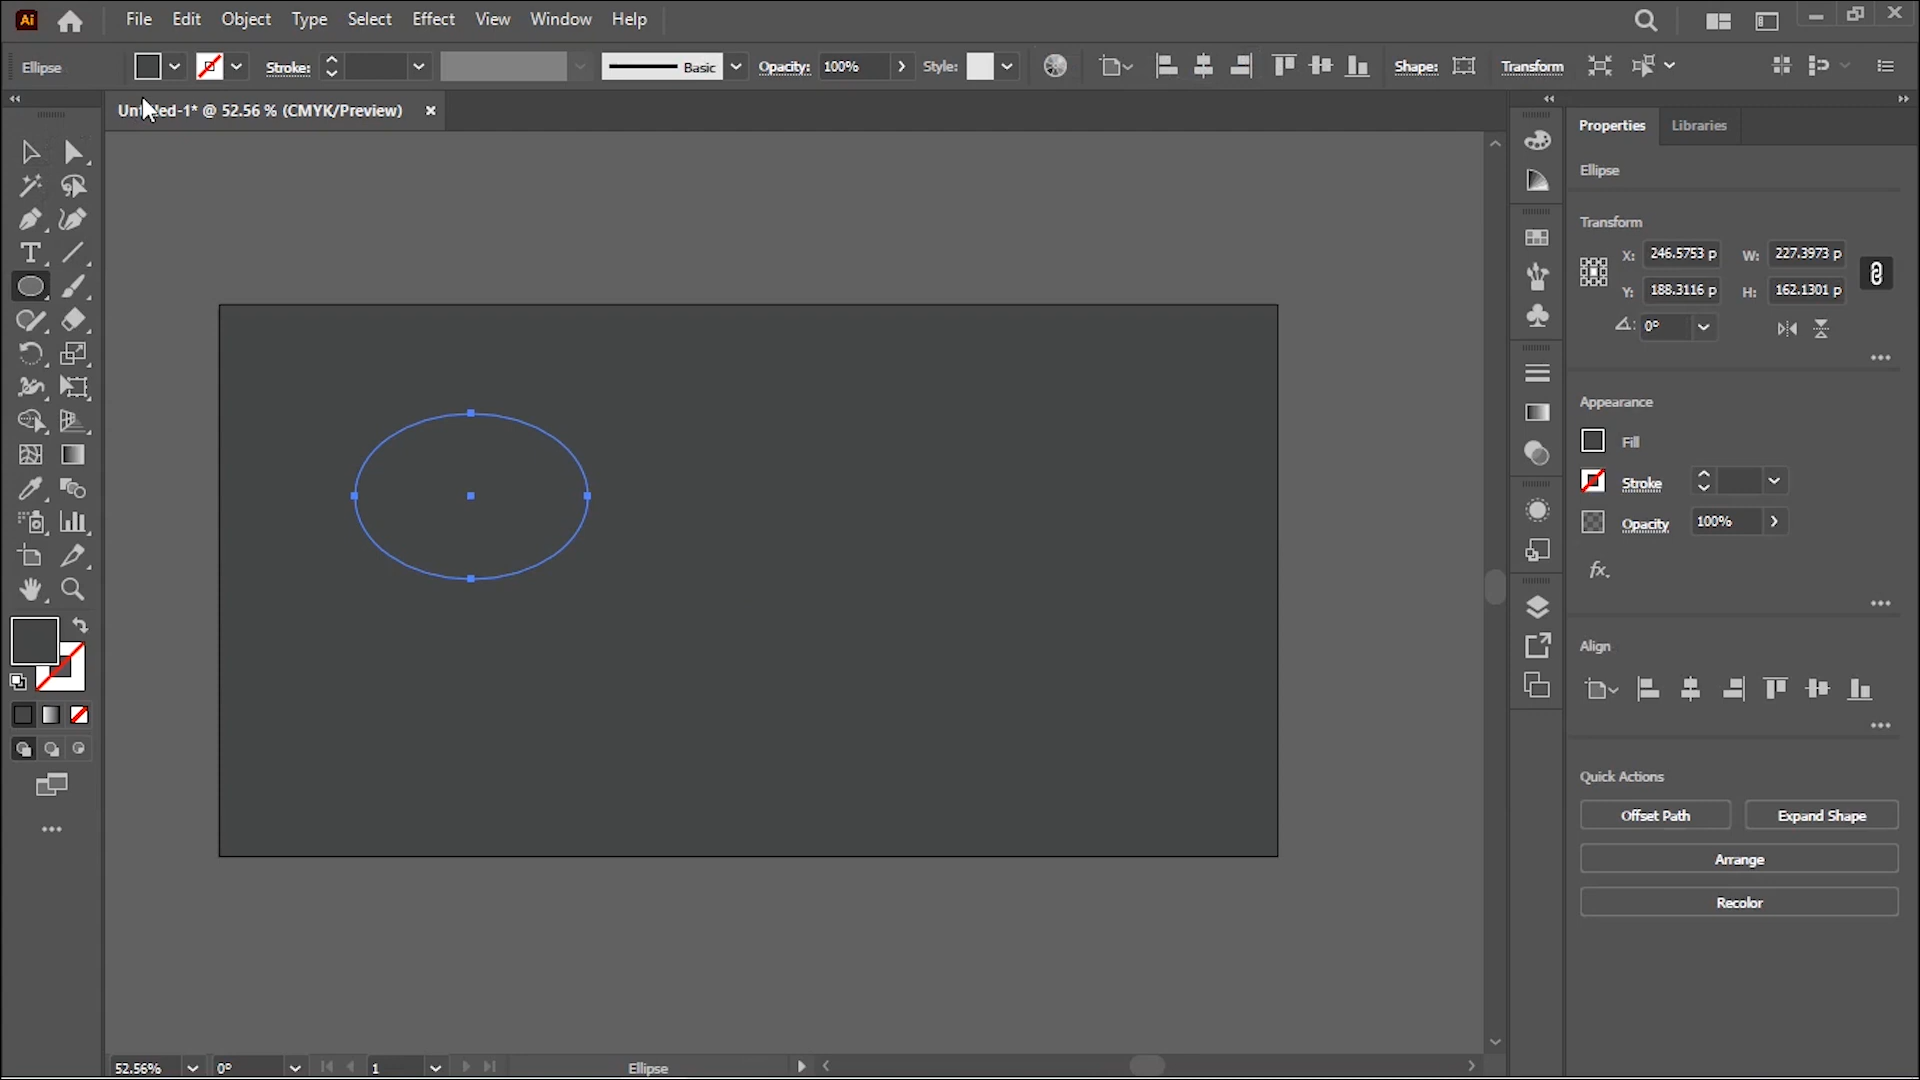 Ai File Edit Object Type Select Effect View Window Help
Ellipse Stroke: Basic Opacity: 100% Style: Shape: Transform
-1* @ 52.56 % (CMYK/Preview)
Properties Libraries
Ellipse
Transform
X: 246.5753 p W: 227.3973 p
Y: 188.3116 p H: 162.1301 p
0°
Appearance
Fill
Stroke
Opacity 100%
fx.
Align
Quick Actions
Offset Path Expand Shape
Arrange
Recolor
52.56% 0° 1 Ellipse